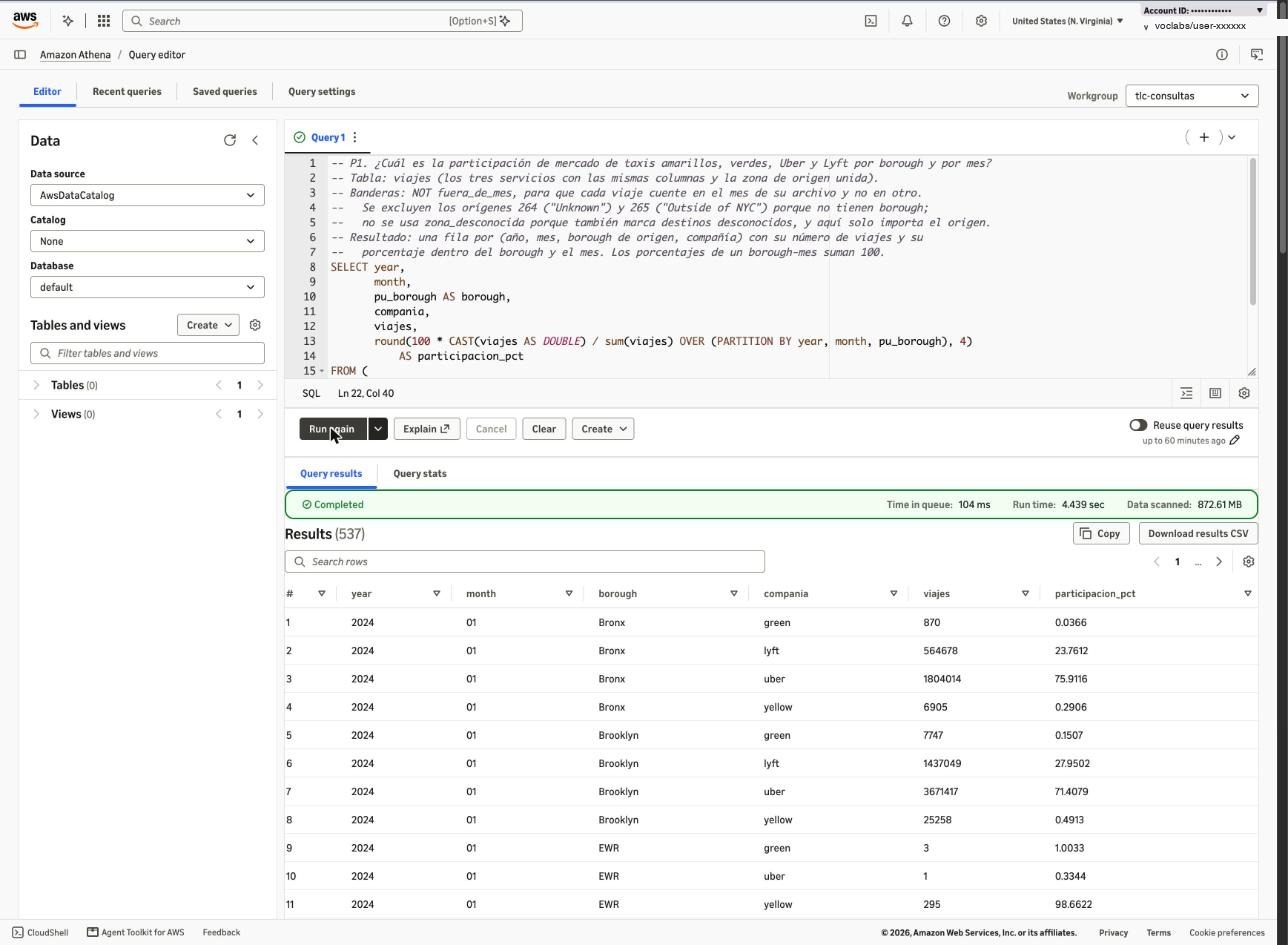 aws
Search
[Option+S]
United States (N. Virginia)
Account ID: ············
voclabs/user-xxxxxx
Amazon Athena / Query editor
Editor
Recent queries
Saved queries
Query settings
Workgroup
tlc-consultas
Data
Data source
AwsDataCatalog
Catalog
None
Database
default
Tables and views
Create
Filter tables and views
Tables (0)
1
Views (0)
1
Query 1
1 -- P1. ¿Cuál es la participación de mercado de taxis amarillos, verdes, Uber y Lyft por borough y por mes?
2 -- Tabla: viajes (los tres servicios con las mismas columnas y la zona de origen unida).
3 -- Banderas: NOT fuera_de_mes, para que cada viaje cuente en el mes de su archivo y no en otro.
4 --   Se excluyen los orígenes 264 ("Unknown") y 265 ("Outside of NYC") porque no tienen borough;
5 --   no se usa zona_desconocida porque también marca destinos desconocidos, y aquí solo importa el origen.
6 -- Resultado: una fila por (año, mes, borough de origen, compañía) con su número de viajes y su
7 --   porcentaje dentro del borough y el mes. Los porcentajes de un borough-mes suman 100.
8 SELECT year,
9 month,
10 pu_borough AS borough,
11 compania,
12 viajes,
13 round(100 * CAST(viajes AS DOUBLE) / sum(viajes) OVER (PARTITION BY year, month, pu_borough), 4)
14 AS participacion_pct
15 FROM (
SQL
Ln 22, Col 40
Run again
Explain
Cancel
Clear
Create
Reuse query results
up to 60 minutes ago
Query results
Query stats
Completed
Time in queue: 104 ms
Run time: 4.439 sec
Data scanned: 872.61 MB
Results (537)
Copy
Download results CSV
Search rows
1 ...
# year month borough compania viajes participacion_pct
1 2024 01 Bronx green 870 0.0366
2 2024 01 Bronx lyft 564678 23.7612
3 2024 01 Bronx uber 1804014 75.9116
4 2024 01 Bronx yellow 6905 0.2906
5 2024 01 Brooklyn green 7747 0.1507
6 2024 01 Brooklyn lyft 1437049 27.9502
7 2024 01 Brooklyn uber 3671417 71.4079
8 2024 01 Brooklyn yellow 25258 0.4913
9 2024 01 EWR green 3 1.0033
10 2024 01 EWR uber 1 0.3344
11 2024 01 EWR yellow 295 98.6622
CloudShell
Agent Toolkit for AWS
Feedback
© 2026, Amazon Web Services, Inc. or its affiliates.
Privacy
Terms
Cookie preferences